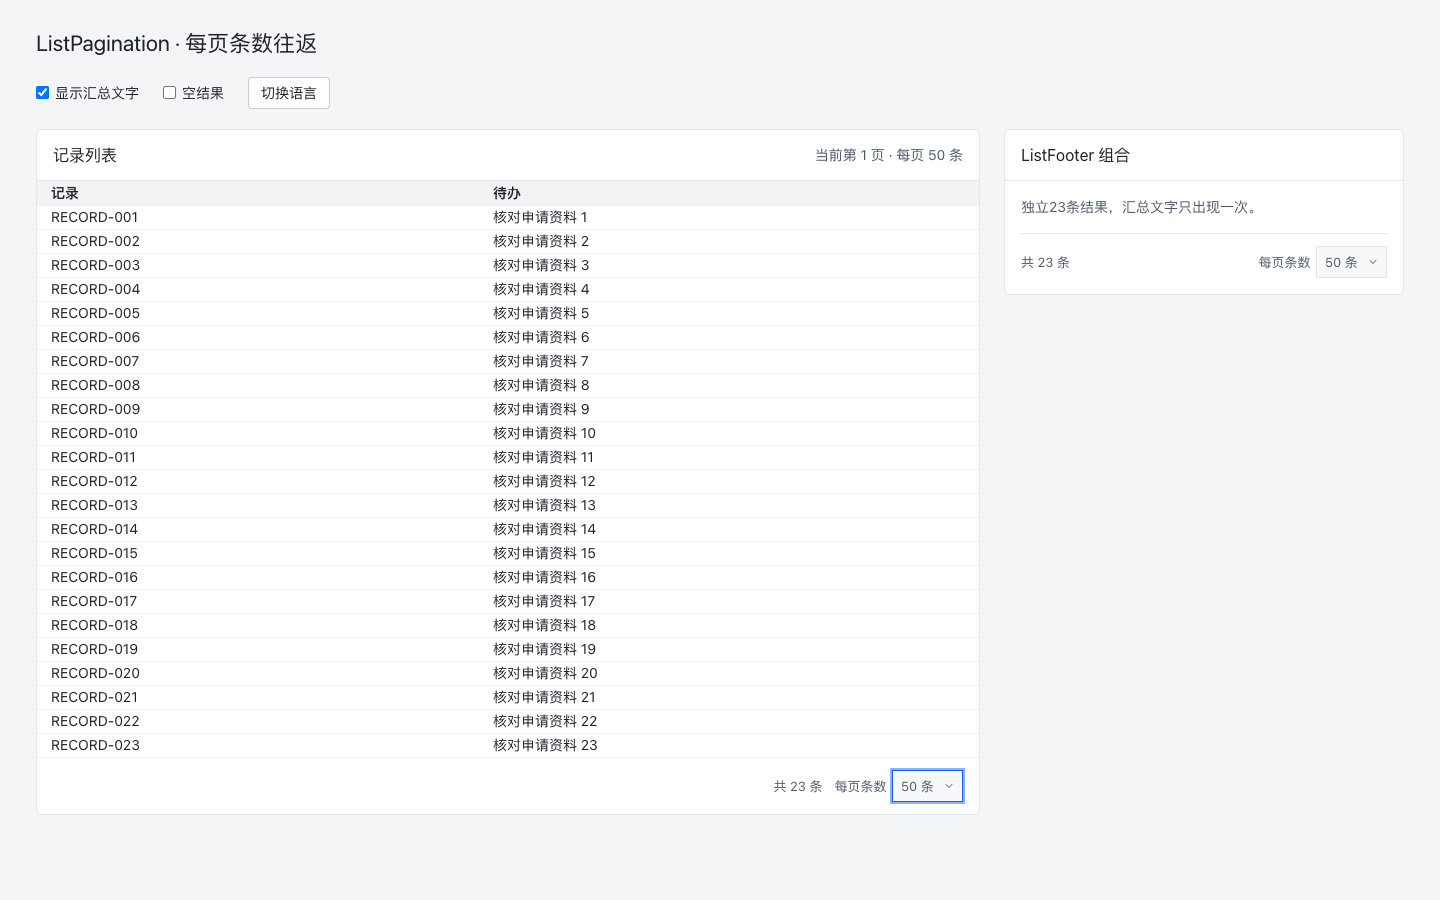 ListPagination · 每页条数往返
显示汇总文字 空结果 切换语言
记录列表 当前第 1 页 · 每页 50 条
记录 待办
RECORD-001 核对申请资料 1
RECORD-002 核对申请资料 2
RECORD-003 核对申请资料 3
RECORD-004 核对申请资料 4
RECORD-005 核对申请资料 5
RECORD-006 核对申请资料 6
RECORD-007 核对申请资料 7
RECORD-008 核对申请资料 8
RECORD-009 核对申请资料 9
RECORD-010 核对申请资料 10
RECORD-011 核对申请资料 11
RECORD-012 核对申请资料 12
RECORD-013 核对申请资料 13
RECORD-014 核对申请资料 14
RECORD-015 核对申请资料 15
RECORD-016 核对申请资料 16
RECORD-017 核对申请资料 17
RECORD-018 核对申请资料 18
RECORD-019 核对申请资料 19
RECORD-020 核对申请资料 20
RECORD-021 核对申请资料 21
RECORD-022 核对申请资料 22
RECORD-023 核对申请资料 23
共 23 条 每页条数 50 条
ListFooter 组合
独立23条结果，汇总文字只出现一次。
共 23 条 每页条数 50 条